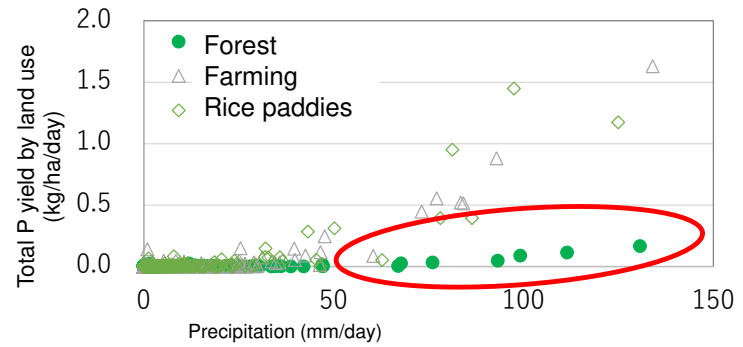 Total P yield by land use
(kg/ha/day)
2.0
1.5
1.0
0.5
0.0
Forest
Farming
Rice paddies
0
50
100
150
Precipitation (mm/day)